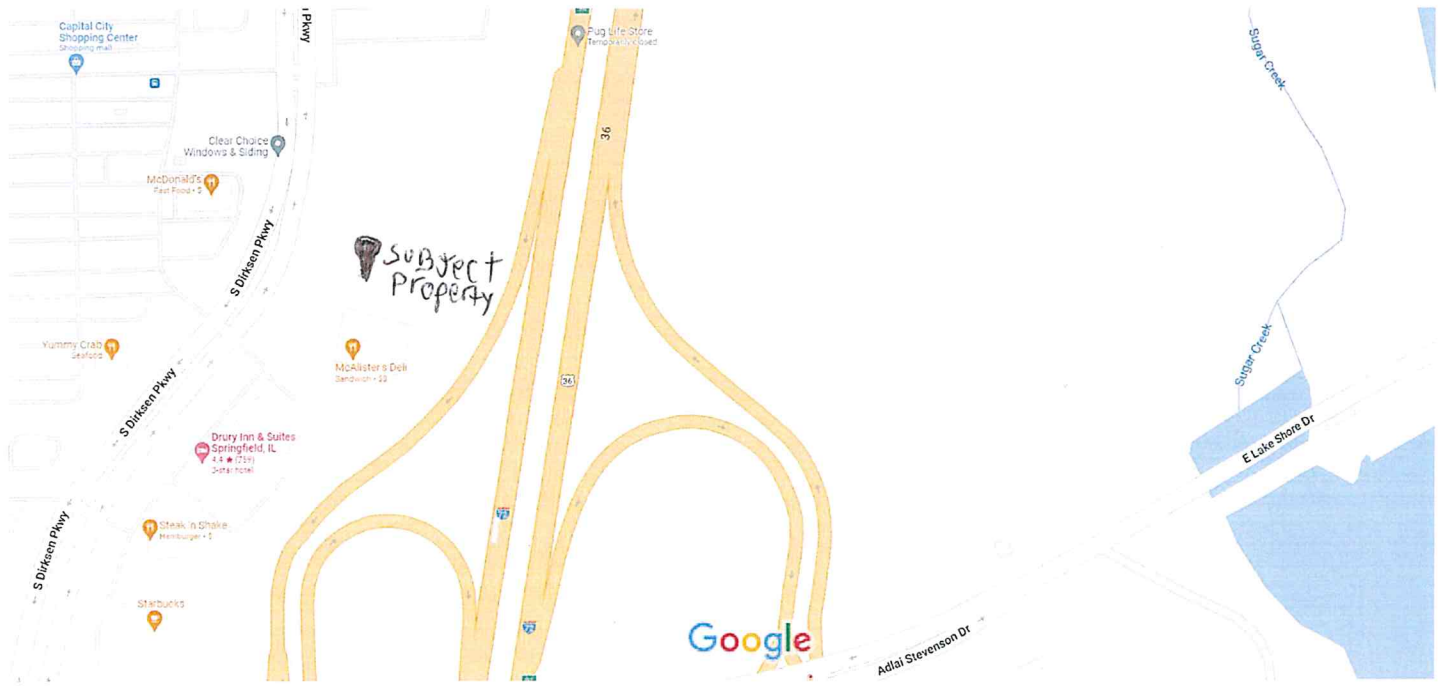 Capital City
Shopping Center
Shopping mall
n Pkwy
Pug Life Store
Temporarily closed
Sugar Creek
36
Clear Choice
Windows & Siding
McDonald's
Fast Food • $
S Dirksen Pkwy
SUBJECT
Property
Yummy Crab
Seafood
McAlister's Deli
Sandwich • $$
36
Sugar Creek
S Dirksen Pkwy
Drury Inn & Suites
Springfield, IL
4.4 ★ (759)
3-star hotel
E Lake Shore Dr
72
Steak 'n Shake
Hamburger • $
S Dirksen Pkwy
Starbucks
72
Google
Adlai Stevenson Dr